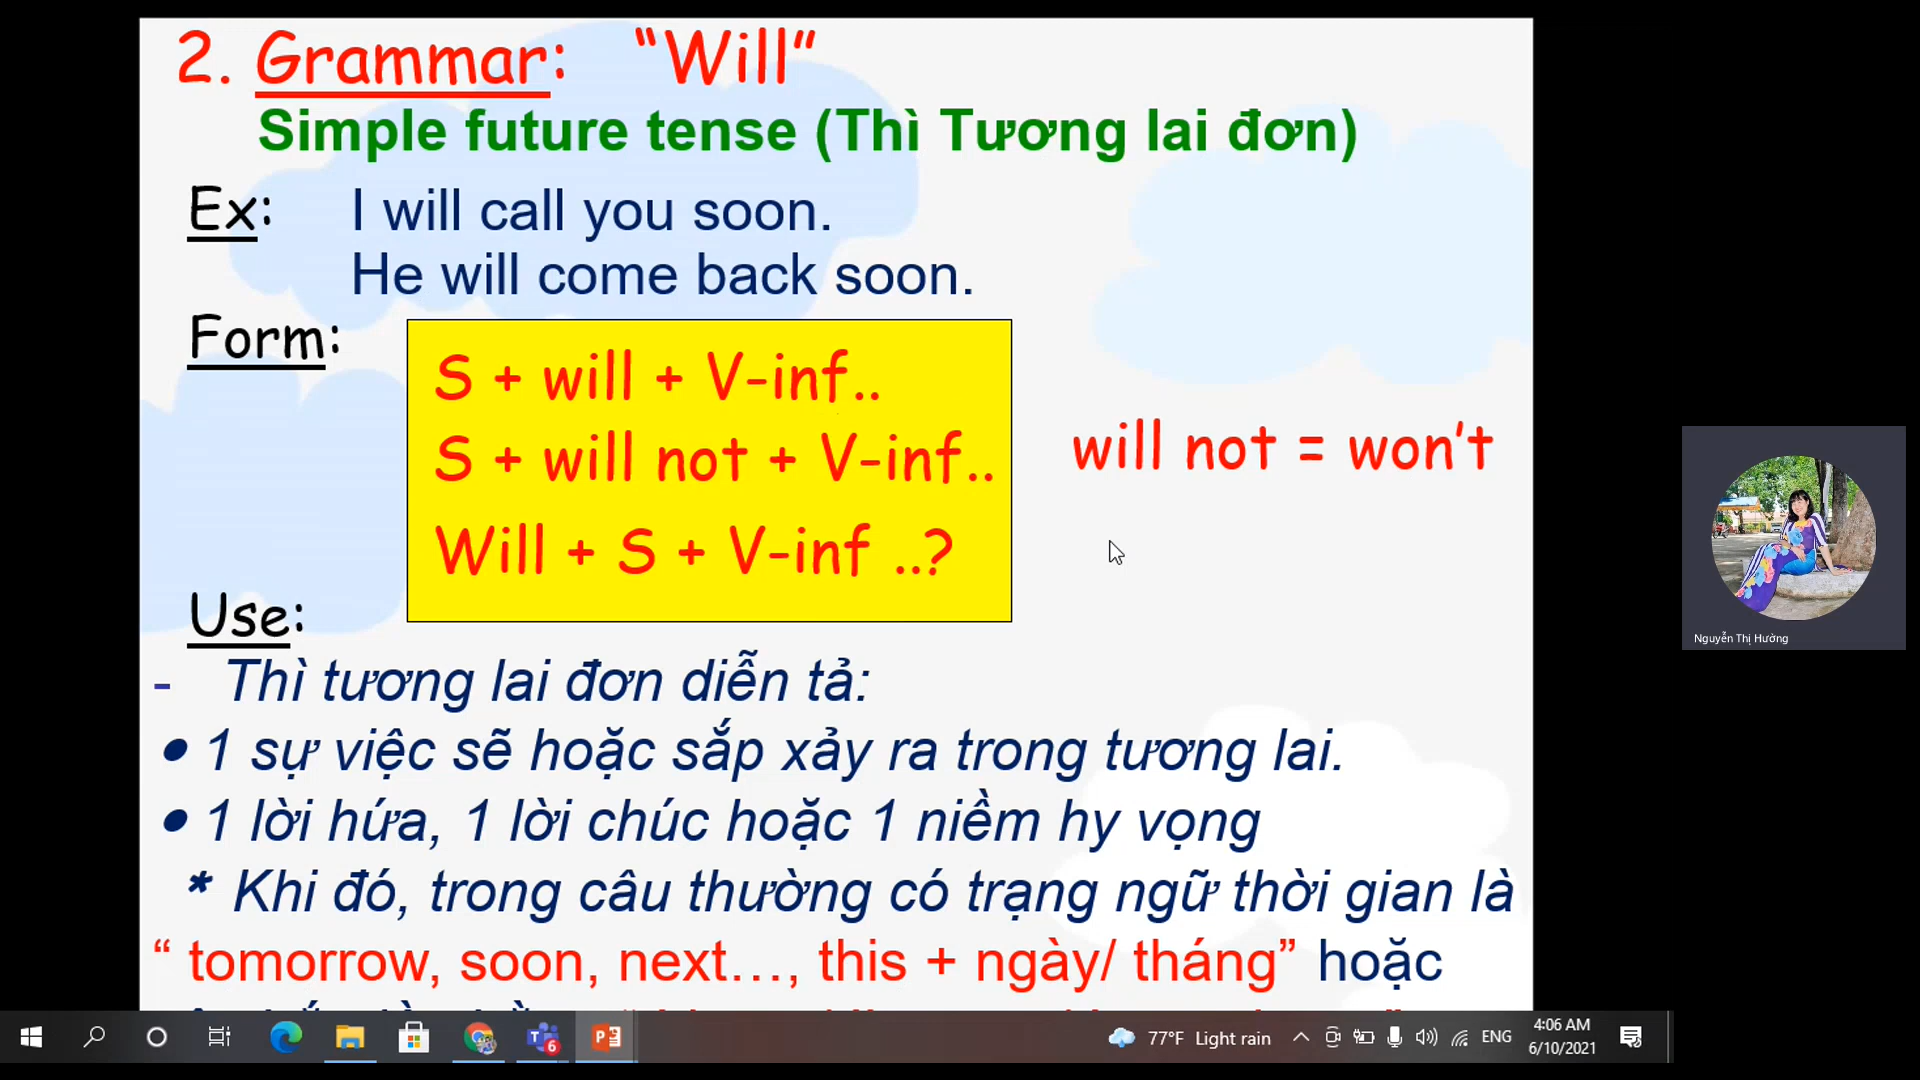 2. Grammar: “Will”
Simple future tense (Thì Tương lai đơn)
Ex: I will call you soon.
He will come back soon.
Form:
S + will + V-inf..
S + will not + V-inf..
will not = won’t
Will + S + V-inf ..?
Use:
- Thì tương lai đơn diễn tả:
• 1 sự việc sẽ hoặc sắp xảy ra trong tương lai.
• 1 lời hứa, 1 lời chúc hoặc 1 niềm hy vọng
* Khi đó, trong câu thường có trạng ngữ thời gian là
“ tomorrow, soon, next…, this + ngày/ tháng” hoặc
Nguyễn Thị Hường
6
77°F Light rain
ENG
4:06 AM
6/10/2021